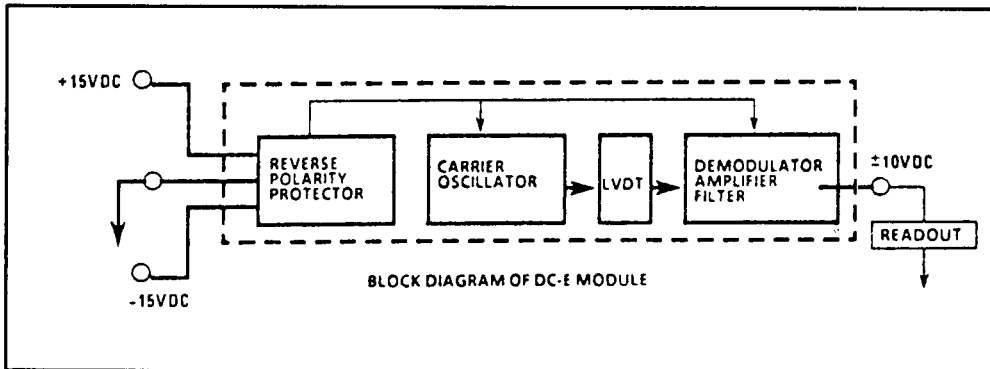 +15VDC
-15VDC
REVERSE
POLARITY
PROTECTOR
CARRIER
OSCILLATOR
LVDT
DEMODULATOR
AMPLIFIER
FILTER
±10VDC
READOUT
BLOCK DIAGRAM OF DC-E MODULE